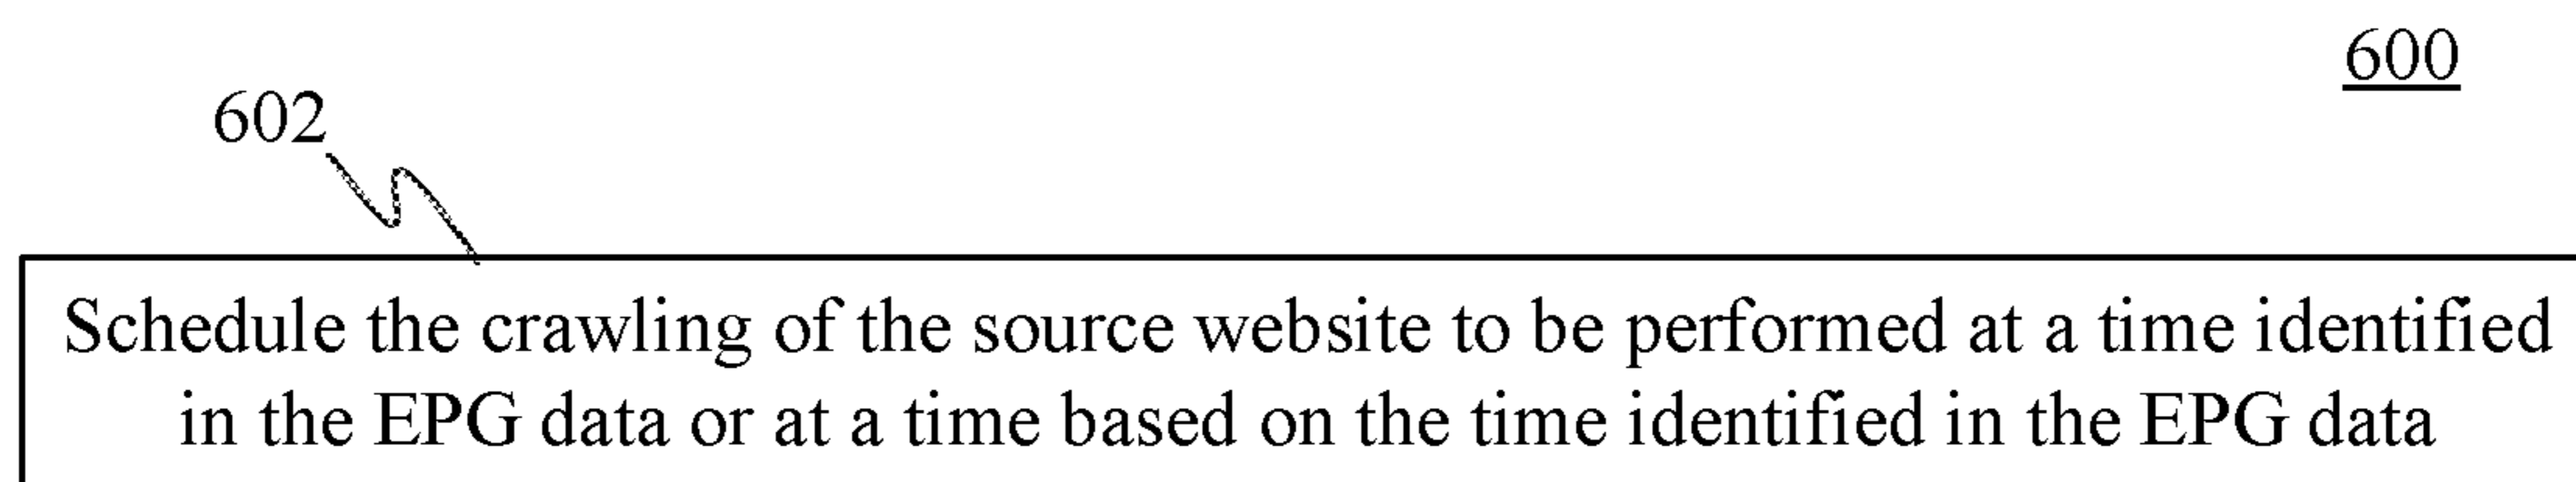 600
602
Schedule the crawling of the source website to be performed at a time identified
in the EPG data or at a time based on the time identified in the EPG data